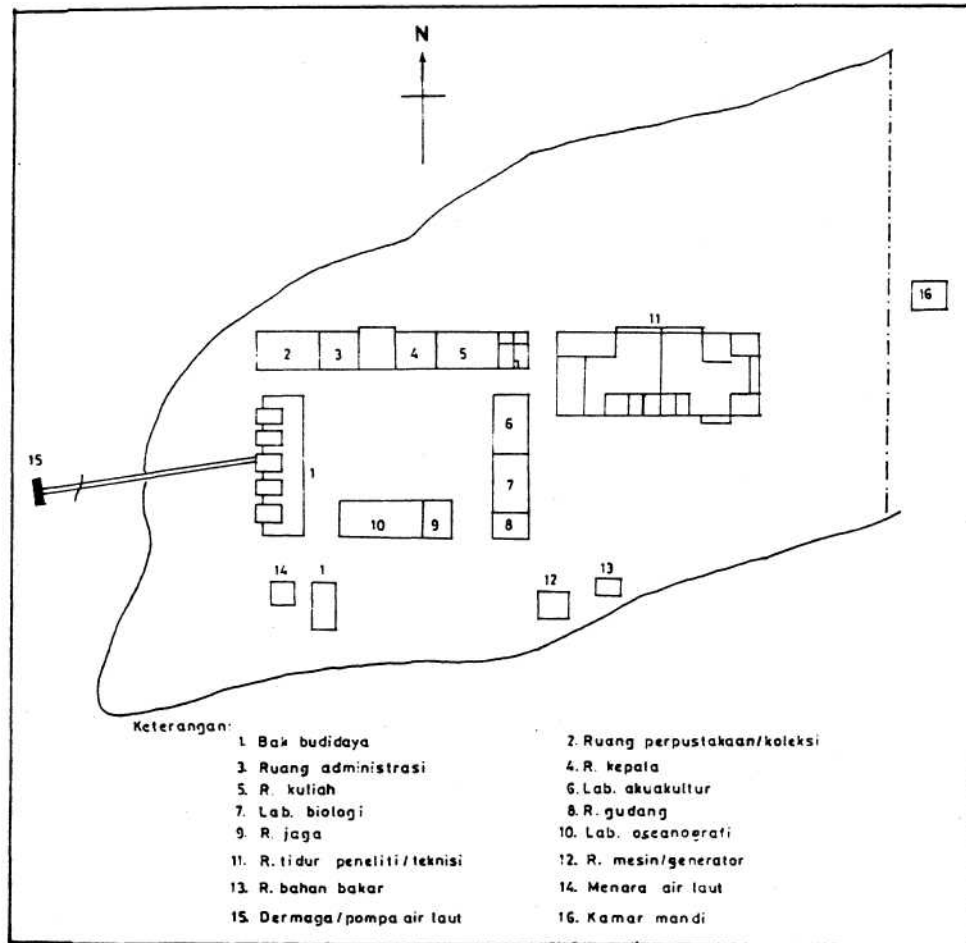 N
16
11
2 3 4 5
6
15
1
7
10 9 8
14 1 12 13
Keterangan:
1. Bak budidaya 2. Ruang perpustakaan/koleksi
3. Ruang administrasi 4. R. kepala
5. R. kuliah 6. Lab. akuakultur
7. Lab. biologi 8. R. gudang
9. R. jaga 10. Lab. oseanografi
11. R. tidur peneliti/teknisi 12. R. mesin/generator
13. R. bahan bakar 14. Menara air laut
15. Dermaga/pompa air laut 16. Kamar mandi